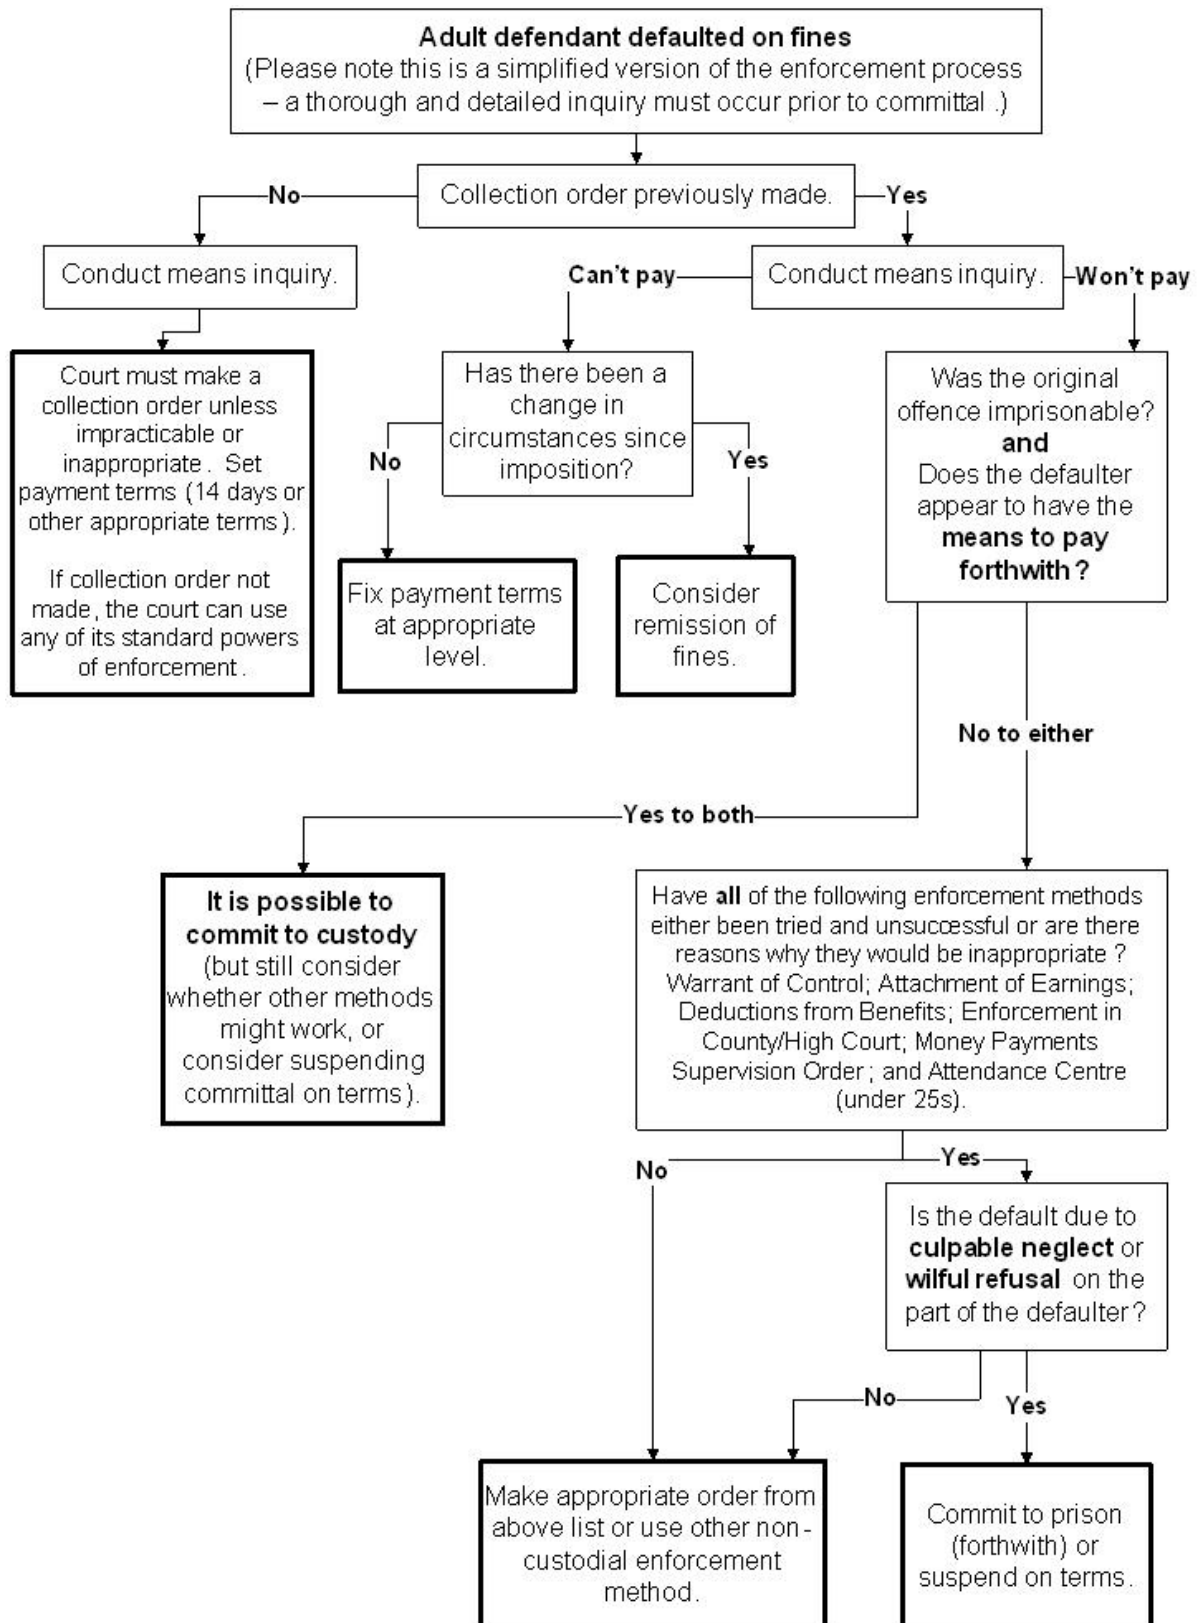 Adult defendant defaulted on fines
(Please note this is a simplified version of the enforcement process
– a thorough and detailed inquiry must occur prior to committal .)
Collection order previously made.
No
Yes
Conduct means inquiry.
Can't pay
Conduct means inquiry.
Won't pay
Court must make a
collection order unless
impracticable or
inappropriate. Set
payment terms (14 days or
other appropriate terms).
If collection order not
made, the court can use
any of its standard powers
of enforcement.
Has there been a
change in
circumstances since
imposition?
No
Yes
Fix payment terms
at appropriate
level.
Consider
remission of
fines.
Was the original
offence imprisonable?
and
Does the defaulter
appear to have the
means to pay
forthwith?
No to either
Yes to both
It is possible to
commit to custody
(but still consider
whether other methods
might work, or
consider suspending
committal on terms).
Have all of the following enforcement methods
either been tried and unsuccessful or are there
reasons why they would be inappropriate?
Warrant of Control; Attachment of Earnings;
Deductions from Benefits; Enforcement in
County/High Court; Money Payments
Supervision Order; and Attendance Centre
(under 25s).
No
Yes
Is the default due to
culpable neglect or
wilful refusal on the
part of the defaulter?
No
Yes
Make appropriate order from
above list or use other non-
custodial enforcement
method.
Commit to prison
(forthwith) or
suspend on terms.